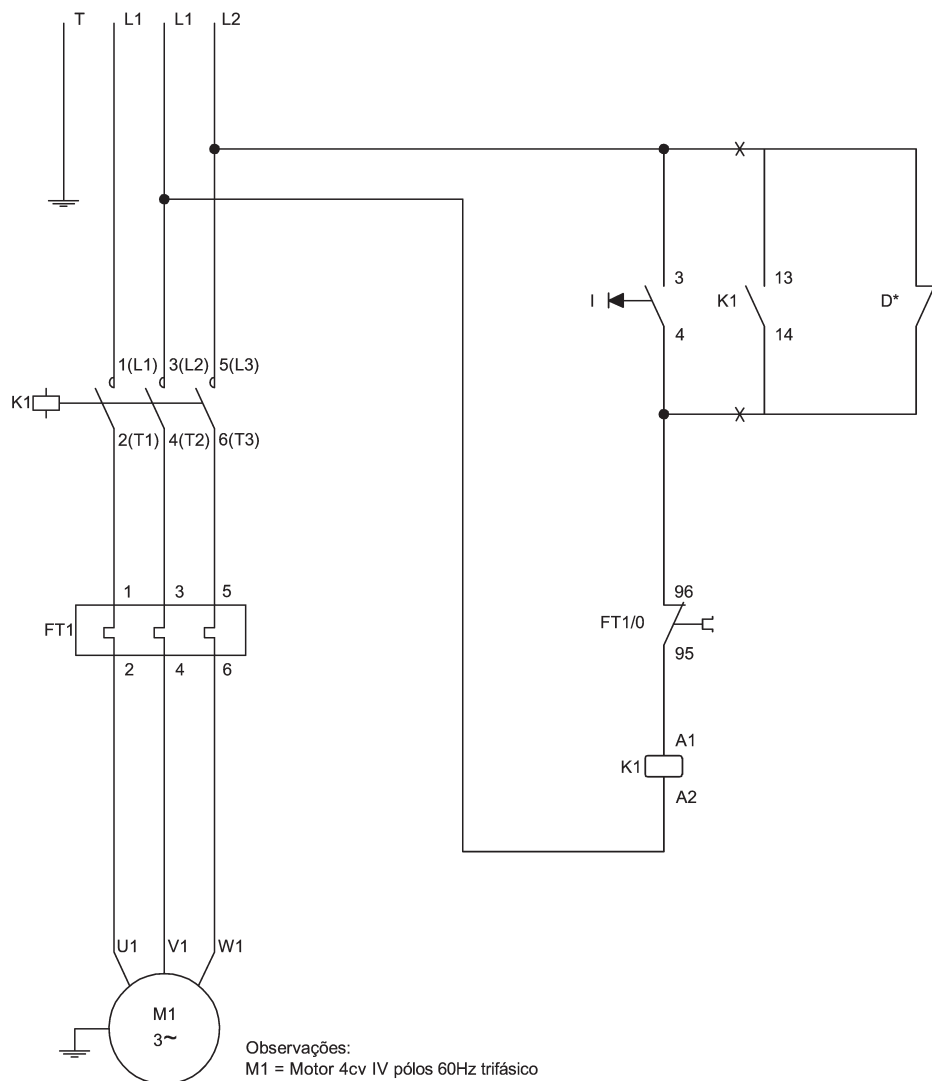 T L1 L1 L2
3 13
I K1 D*
4 14
1(L1) 3(L2) 5(L3)
K1
2(T1) 4(T2) 6(T3)
1 3 5
FT1
2 4 6
96
FT1/0
95
A1
K1
A2
U1 V1 W1
M1
3~
Observações:
M1 = Motor 4cv IV pólos 60Hz trifásico